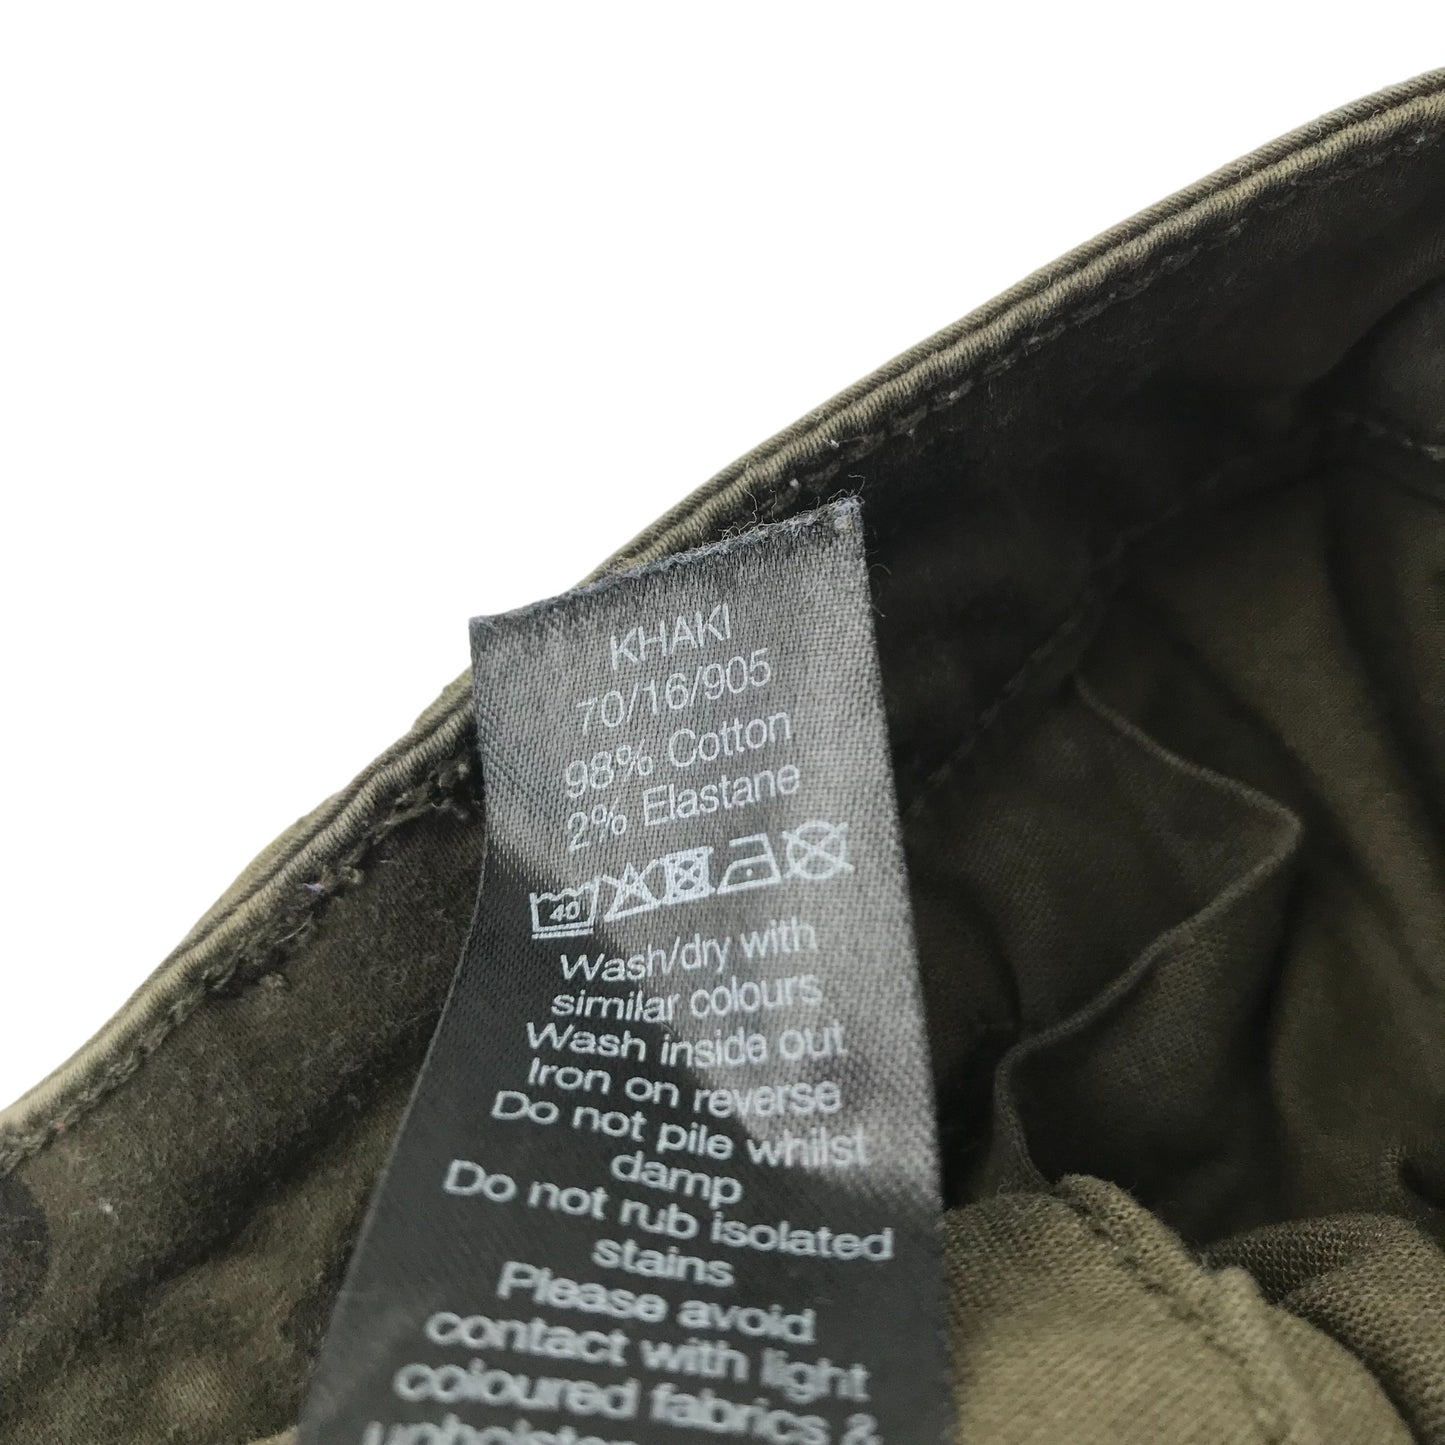 KHAKI
70/16/905
98% Cotton
2% Elastane
40
Wash/dry with
similar colours
Wash inside out
Iron on reverse
Do not pile whilst
damp
Do not rub isolated
stains
Please avoid
contact with light
coloured fabrics &